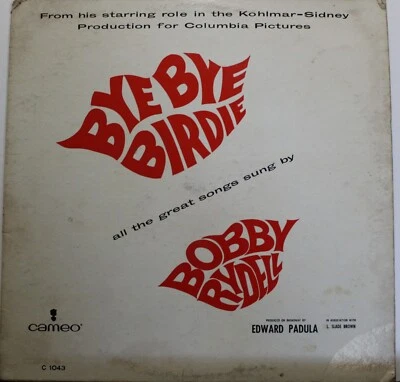 From his starring role in the Kohlmar-Sidney
Production for Columbia Pictures
BYE BYE
BIRDIE
all the great songs sung by
BOBBY
RYDELL
PRODUCED ON BROADWAY BY
EDWARD PADULA
IN ASSOCIATION WITH
L. SLADE BROWN
cameo
C 1043